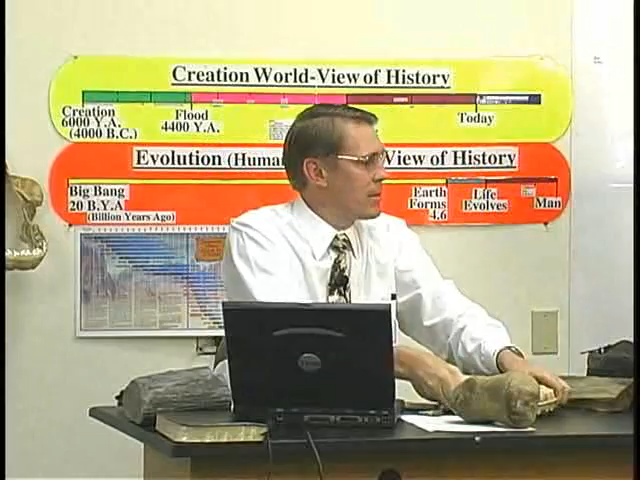 Creation World-View of History
Creation
6000 Y.A.
(4000 B.C.)
Flood
4400 Y.A.
Today
Evolution (Huma View of History
Big Bang
20 B.Y.A
(Billion Years Ago)
Earth
Forms
4.6
Life
Evolves
Man